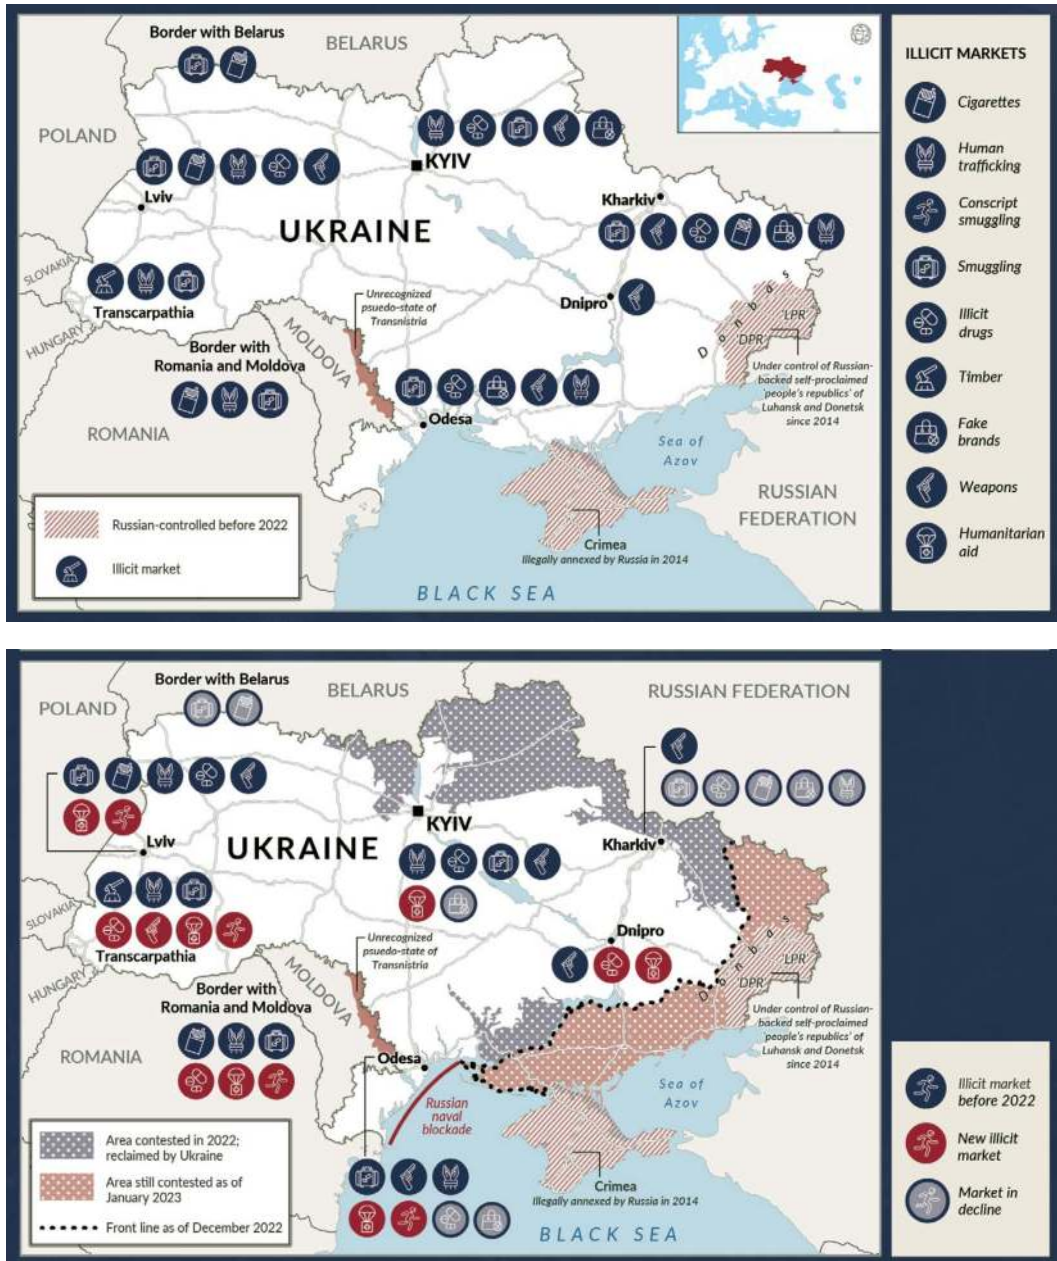 Border with Belarus
BELARUS
POLAND
KYIV
Lviv
Kharkiv
UKRAINE
SLOVAKIA
Transcarpathia
HUNGARY
Unrecognized
psuedo-state of
Transnistria
MOLDOVA
Dnipro
Donbas
LPR
DPR
Under control of Russian-
backed self-proclaimed
'people's republics' of
Luhansk and Donetsk
since 2014
Border with
Romania and Moldova
ROMANIA
Odesa
Sea of
Azov
RUSSIAN
FEDERATION
Crimea
Illegally annexed by Russia in 2014
BLACK SEA
Russian-controlled before 2022
Illicit market
ILLICIT MARKETS
Cigarettes
Human
trafficking
Conscript
smuggling
Smuggling
Illicit
drugs
Timber
Fake
brands
Weapons
Humanitarian
aid
Border with Belarus
BELARUS
RUSSIAN FEDERATION
POLAND
KYIV
Lviv
UKRAINE
Kharkiv
SLOVAKIA
Transcarpathia
HUNGARY
Unrecognized
psuedo-state of
Transnistria
MOLDOVA
Dnipro
Donbas
LPR
DPR
Under control of Russian-
backed self-proclaimed
'people's republics' of
Luhansk and Donetsk
since 2014
Border with
Romania and Moldova
ROMANIA
Odesa
Russian
naval
blockade
Sea of
Azov
Crimea
Illegally annexed by Russia in 2014
BLACK SEA
Area contested in 2022;
reclaimed by Ukraine
Area still contested as of
January 2023
Front line as of December 2022
Illicit market
before 2022
New illicit
market
Market in
decline